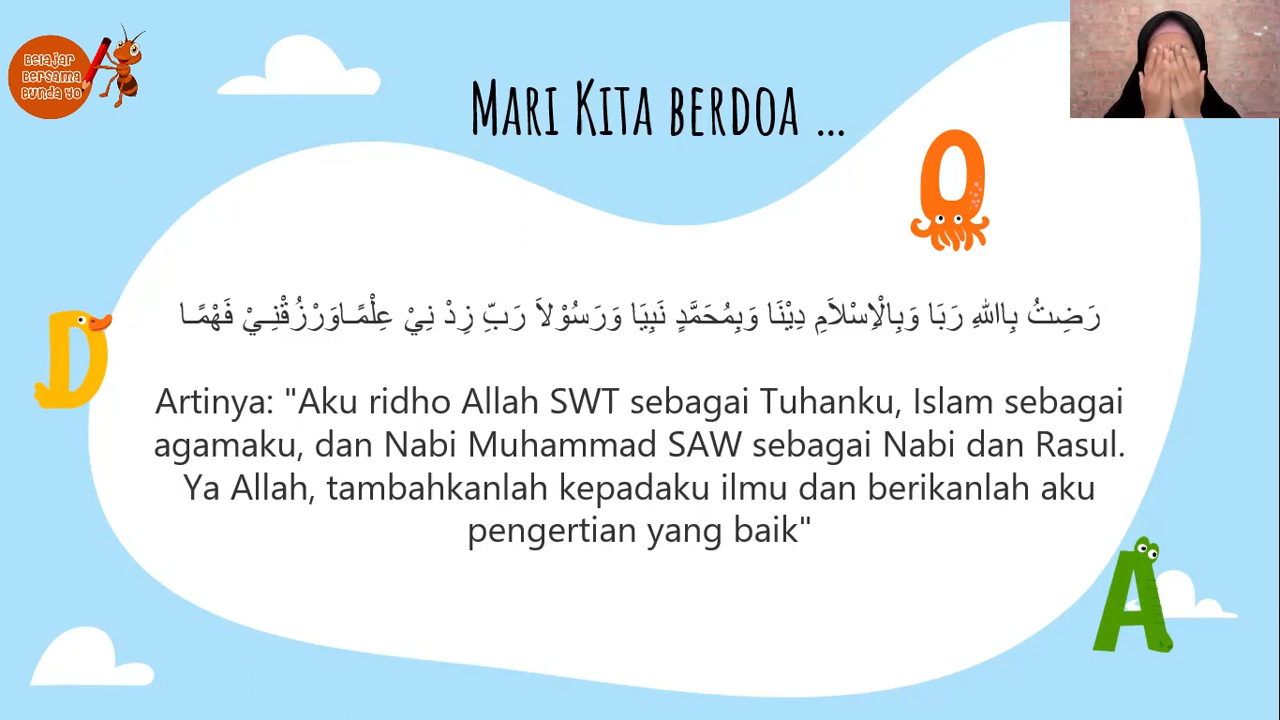 Belajar
Bersama
Bunda Yo
Mari Kita berdoa ...
رَضِتُ بِااللهِ رَبَا وَبِالْاِسْلاَمِ دِيْنَا وَبِمُحَمَّدٍ نَبِيَا وَرَسُوْلاَ رَبِّ زِدْ نِيْ عِلْمًـاوَرْزُقْنِـيْ فَهْمًـا
Artinya: "Aku ridho Allah SWT sebagai Tuhanku, Islam sebagai
agamaku, dan Nabi Muhammad SAW sebagai Nabi dan Rasul.
Ya Allah, tambahkanlah kepadaku ilmu dan berikanlah aku
pengertian yang baik"
D
O
A